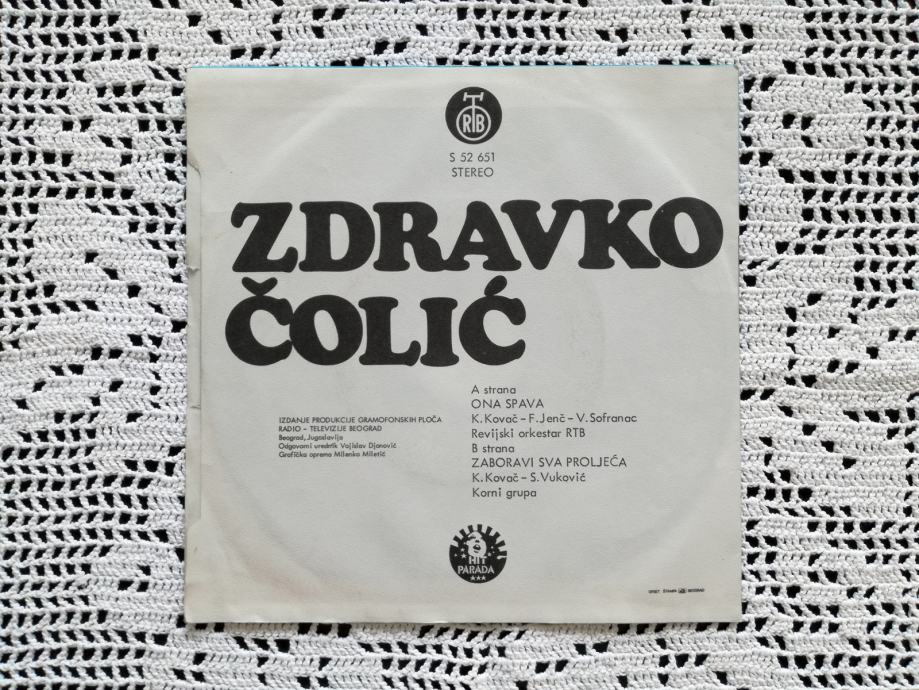 RTB
S 52 651
STEREO
ZDRAVKO
ČOLIĆ
A strana
ONA SPAVA
K. Kovač – F. Jenč – V. Sofranac
Revijski orkestar RTB
B strana
ZABORAVI SVA PROLJEĆA
K. Kovač – S. Vuković
Korni grupa
IZDANJE PRODUKCIJE GRAMOFONSKIH PLOČA
RADIO – TELEVIZIJE BEOGRAD
Beograd, Jugoslavija
Odgovorni urednik Vojislav Djonović
Grafička oprema Milenko Miletić
HIT
PARADA
BEOGRAD